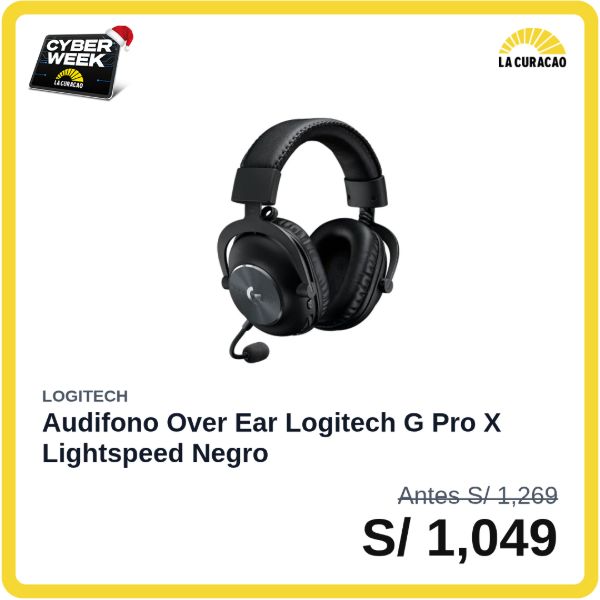 CYBER
WEEK
LA CURACAO
LA CURACAO
LOGITECH
Audifono Over Ear Logitech G Pro X
Lightspeed Negro
Antes S/ 1,269
S/ 1,049